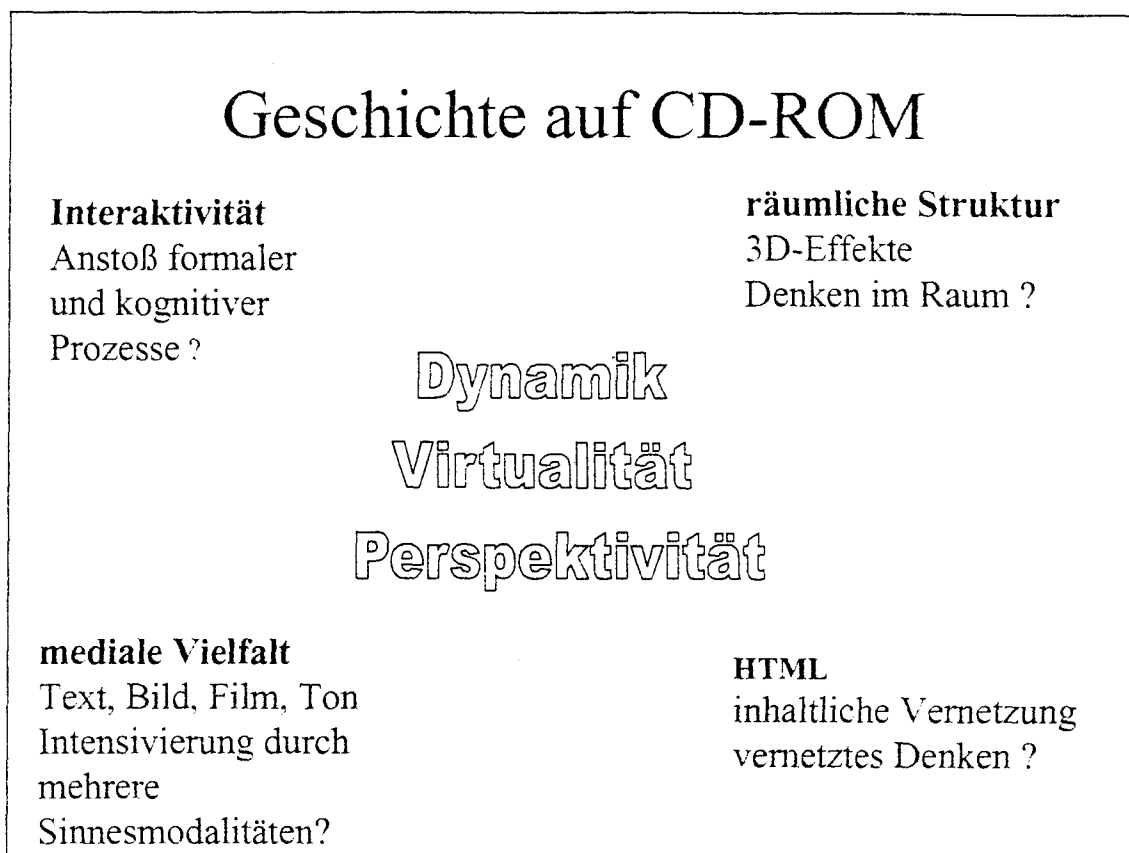 Geschichte auf CD-ROM
Interaktivität
Anstoß formaler
und kognitiver
Prozesse ?
räumliche Struktur
3D-Effekte
Denken im Raum ?
Dynamik
Virtualität
Perspektivität
mediale Vielfalt
Text, Bild, Film, Ton
Intensivierung durch
mehrere
Sinnesmodalitäten?
HTML
inhaltliche Vernetzung
vernetztes Denken ?